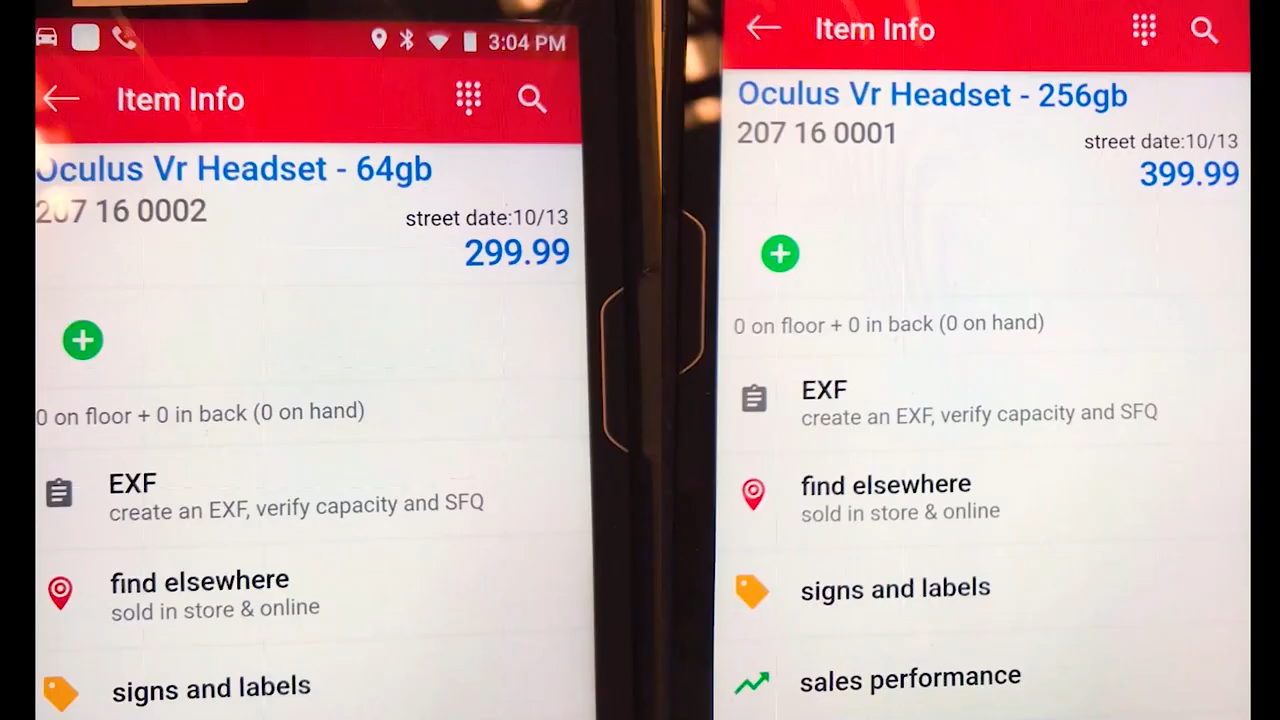 3:04 PM
Item Info
Oculus Vr Headset - 64gb
207 16 0002
street date:10/13
299.99
0 on floor + 0 in back (0 on hand)
EXF
create an EXF, verify capacity and SFQ
find elsewhere
sold in store & online
signs and labels
Item Info
Oculus Vr Headset - 256gb
207 16 0001
street date:10/13
399.99
0 on floor + 0 in back (0 on hand)
EXF
create an EXF, verify capacity and SFQ
find elsewhere
sold in store & online
signs and labels
sales performance